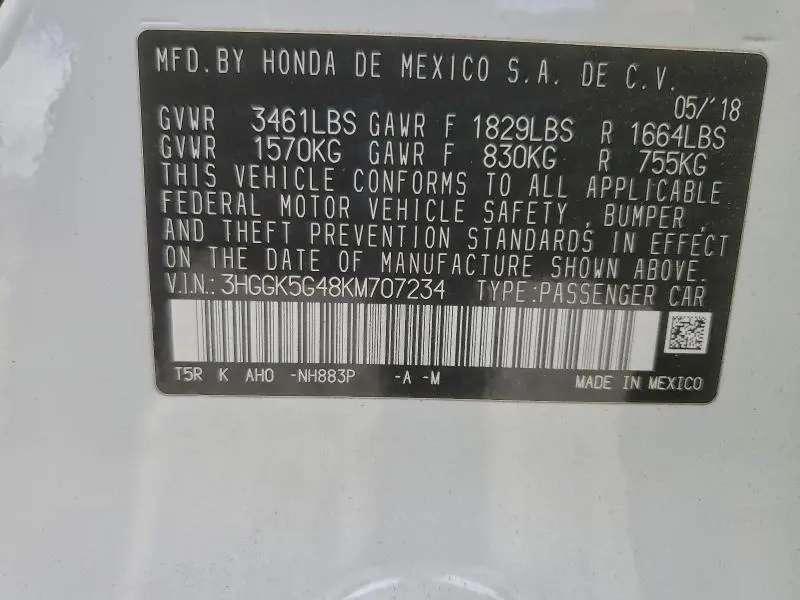 MFD. BY HONDA DE MEXICO S.A. DE C.V.
05/'18
GVWR 3461LBS GAWR F 1829LBS R 1664LBS
GVWR 1570KG GAWR F 830KG R 755KG
THIS VEHICLE CONFORMS TO ALL APPLICABLE
FEDERAL MOTOR VEHICLE SAFETY, BUMPER,
AND THEFT PREVENTION STANDARDS IN EFFECT
ON THE DATE OF MANUFACTURE SHOWN ABOVE.
V.I.N.: 3HGGK5G48KM707234 TYPE:PASSENGER CAR
T5R K AHO -NH883P -A -M MADE IN MEXICO